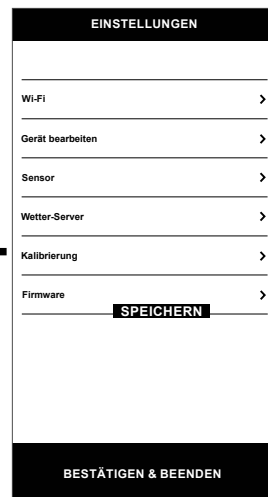 EINSTELLUNGEN
Wi-Fi
Gerät bearbeiten
Sensor
Wetter-Server
Kalibrierung
Firmware
SPEICHERN
BESTÄTIGEN & BEENDEN